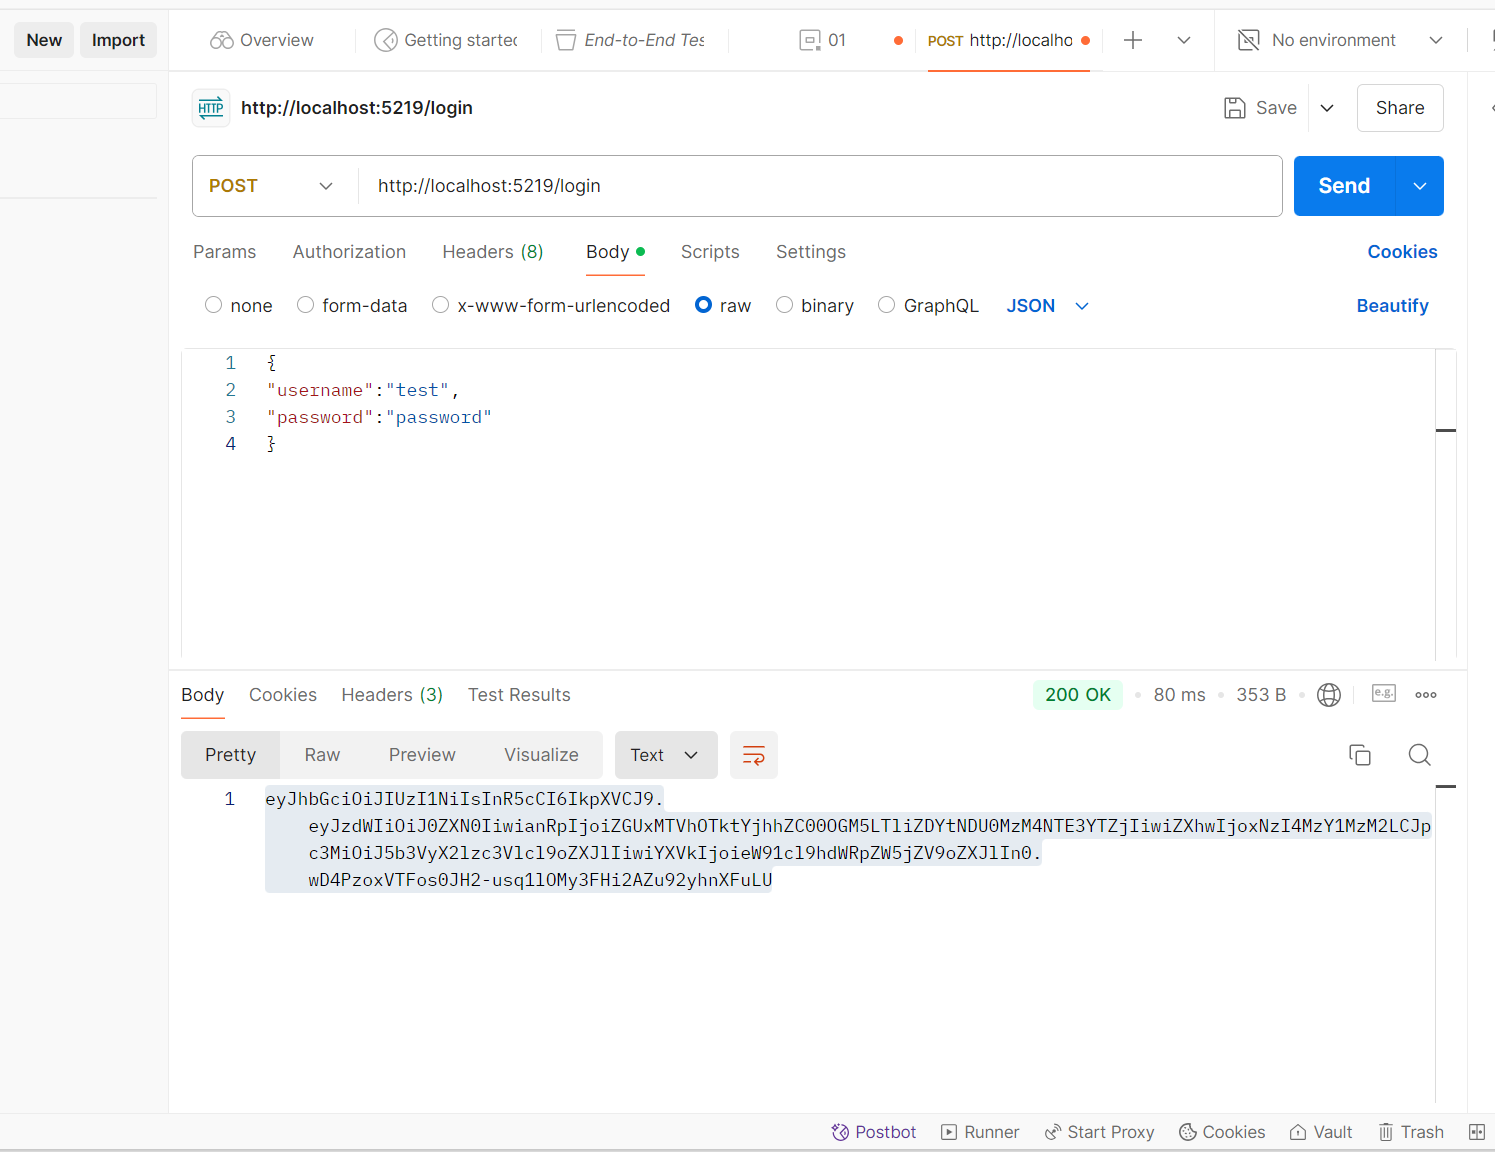 New Import Overview Getting started End-to-End Tes 01 POST http://localho No environment
HTTP http://localhost:5219/login Save Share
POST http://localhost:5219/login Send
Params Authorization Headers (8) Body Scripts Settings Cookies
none form-data x-www-form-urlencoded raw binary GraphQL JSON Beautify
1 {
2 "username":"test",
3 "password":"password"
4 }
Body Cookies Headers (3) Test Results 200 OK 80 ms 353 B e.g.
Pretty Raw Preview Visualize Text
1 eyJhbGciOiJIUzI1NiIsInR5cCI6IkpXVCJ9.
eyJzdWIiOiJ0ZXN0IiwianRpIjoiZGUxMTVhOTktYjhhZC00OGM5LTliZDYtNDU0MzM4NTE3YTZjIiwiZXhwIjoxNzI4MzY1MzM2LCJp
c3MiOiJ5b3VyX2lzc3Vlcl9oZXJlIiwiYXVkIjoieW91cl9hdWRpZW5jZV9oZXJlIn0.
wD4PzoxVTFos0JH2-usq1lOMy3FHi2AZu92yhnXFuLU
Postbot Runner Start Proxy Cookies Vault Trash